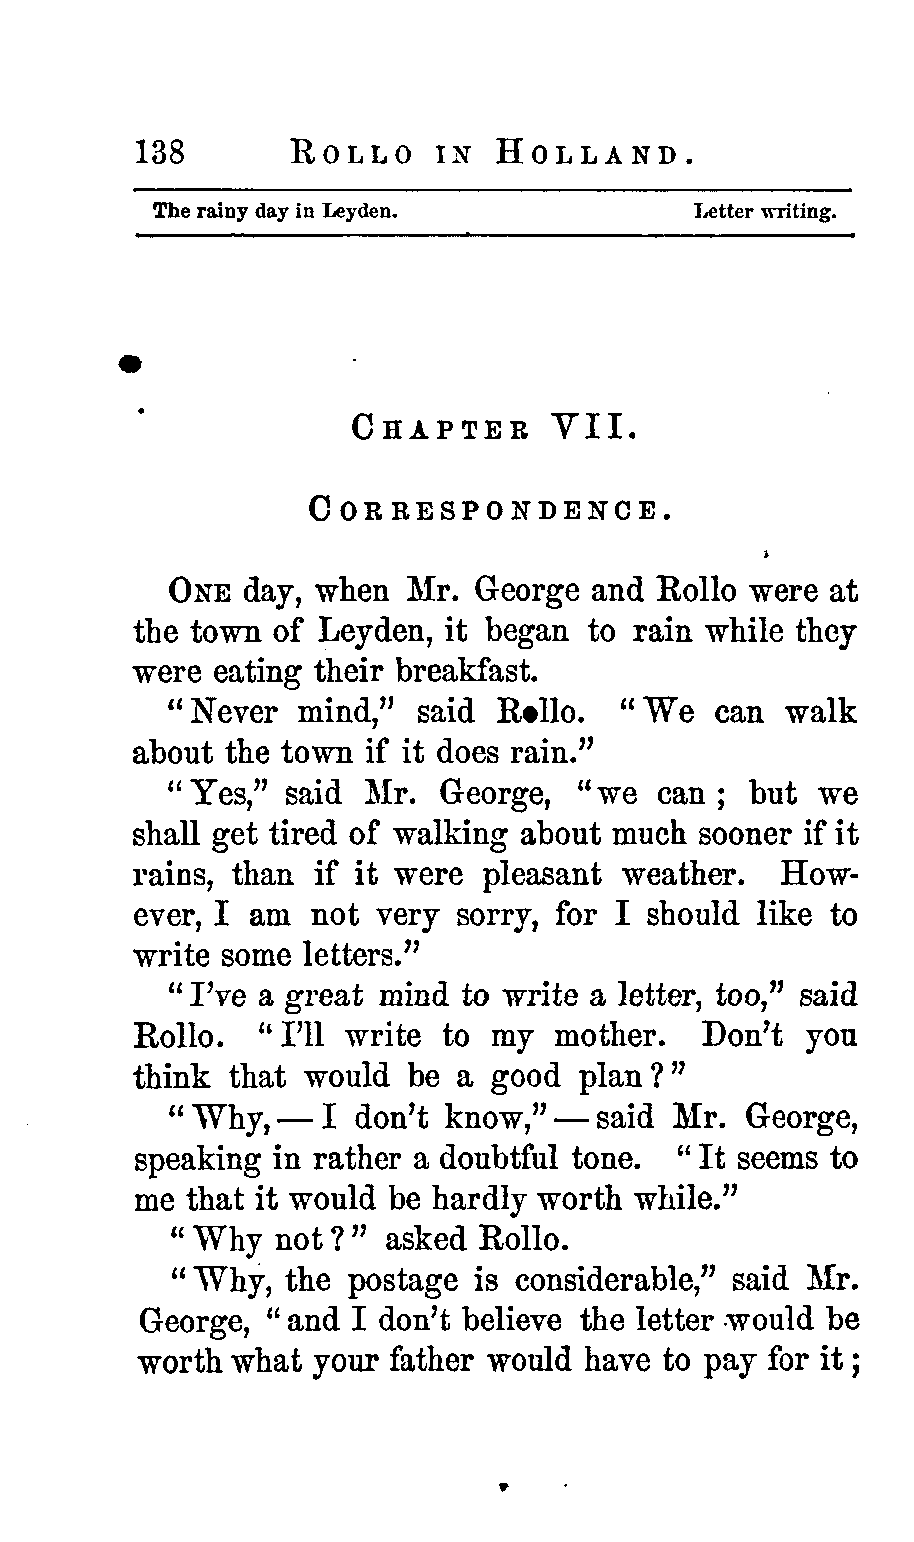 138 ROLLO IN HOLLAND.
The rainy day in Leyden. Letter writing.
CHAPTER VII.
CORRESPONDENCE.
ONE day, when Mr. George and Rollo were at
the town of Leyden, it began to rain while they
were eating their breakfast.
"Never mind," said Rollo. "We can walk
about the town if it does rain."
"Yes," said Mr. George, "we can; but we
shall get tired of walking about much sooner if it
rains, than if it were pleasant weather. How-
ever, I am not very sorry, for I should like to
write some letters."
"I've a great mind to write a letter, too," said
Rollo. "I'll write to my mother. Don't you
think that would be a good plan?"
"Why,—I don't know,"—said Mr. George,
speaking in rather a doubtful tone. "It seems to
me that it would be hardly worth while."
"Why not?" asked Rollo.
"Why, the postage is considerable," said Mr.
George, "and I don't believe the letter would be
worth what your father would have to pay for it;